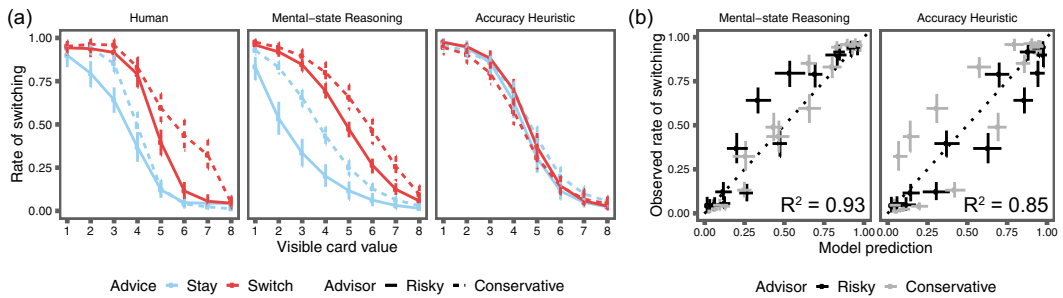 (a)
Human
Mental−state Reasoning
Accuracy Heuristic
Rate of switching
1.00
0.75
0.50
0.25
0.00
1 2 3 4 5 6 7 8
1 2 3 4 5 6 7 8
1 2 3 4 5 6 7 8
Visible card value
Advice Stay Switch
Advisor Risky Conservative
(b)
Mental−state Reasoning
Accuracy Heuristic
Observed rate of switching
1.00
0.75
0.50
0.25
0.00
R² = 0.93
R² = 0.85
0.00 0.25 0.50 0.75 1.00
0.00 0.25 0.50 0.75 1.00
Model prediction
Advisor Risky Conservative